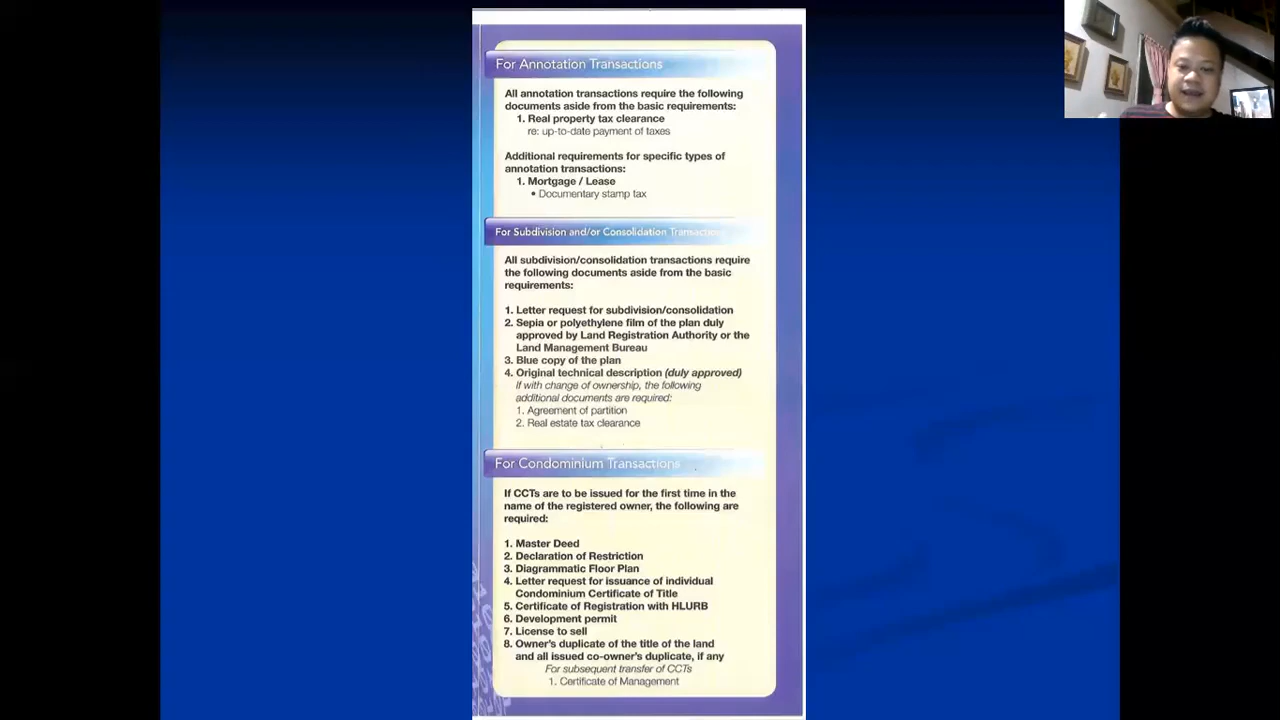 For Annotation Transactions
All annotation transactions require the following
documents aside from the basic requirements:
1. Real property tax clearance
re: up-to-date payment of taxes
Additional requirements for specific types of
annotation transactions:
1. Mortgage / Lease
• Documentary stamp tax
For Subdivision and/or Consolidation Transactions
All subdivision/consolidation transactions require
the following documents aside from the basic
requirements:
1. Letter request for subdivision/consolidation
2. Sepia or polyethylene film of the plan duly
approved by Land Registration Authority or the
Land Management Bureau
3. Blue copy of the plan
4. Original technical description (duly approved)
If with change of ownership, the following
additional documents are required:
1. Agreement of partition
2. Real estate tax clearance
For Condominium Transactions
If CCTs are to be issued for the first time in the
name of the registered owner, the following are
required:
1. Master Deed
2. Declaration of Restriction
3. Diagrammatic Floor Plan
4. Letter request for issuance of individual
Condominium Certificate of Title
5. Certificate of Registration with HLURB
6. Development permit
7. License to sell
8. Owner's duplicate of the title of the land
and all issued co-owner's duplicate, if any
For subsequent transfer of CCTs
1. Certificate of Management